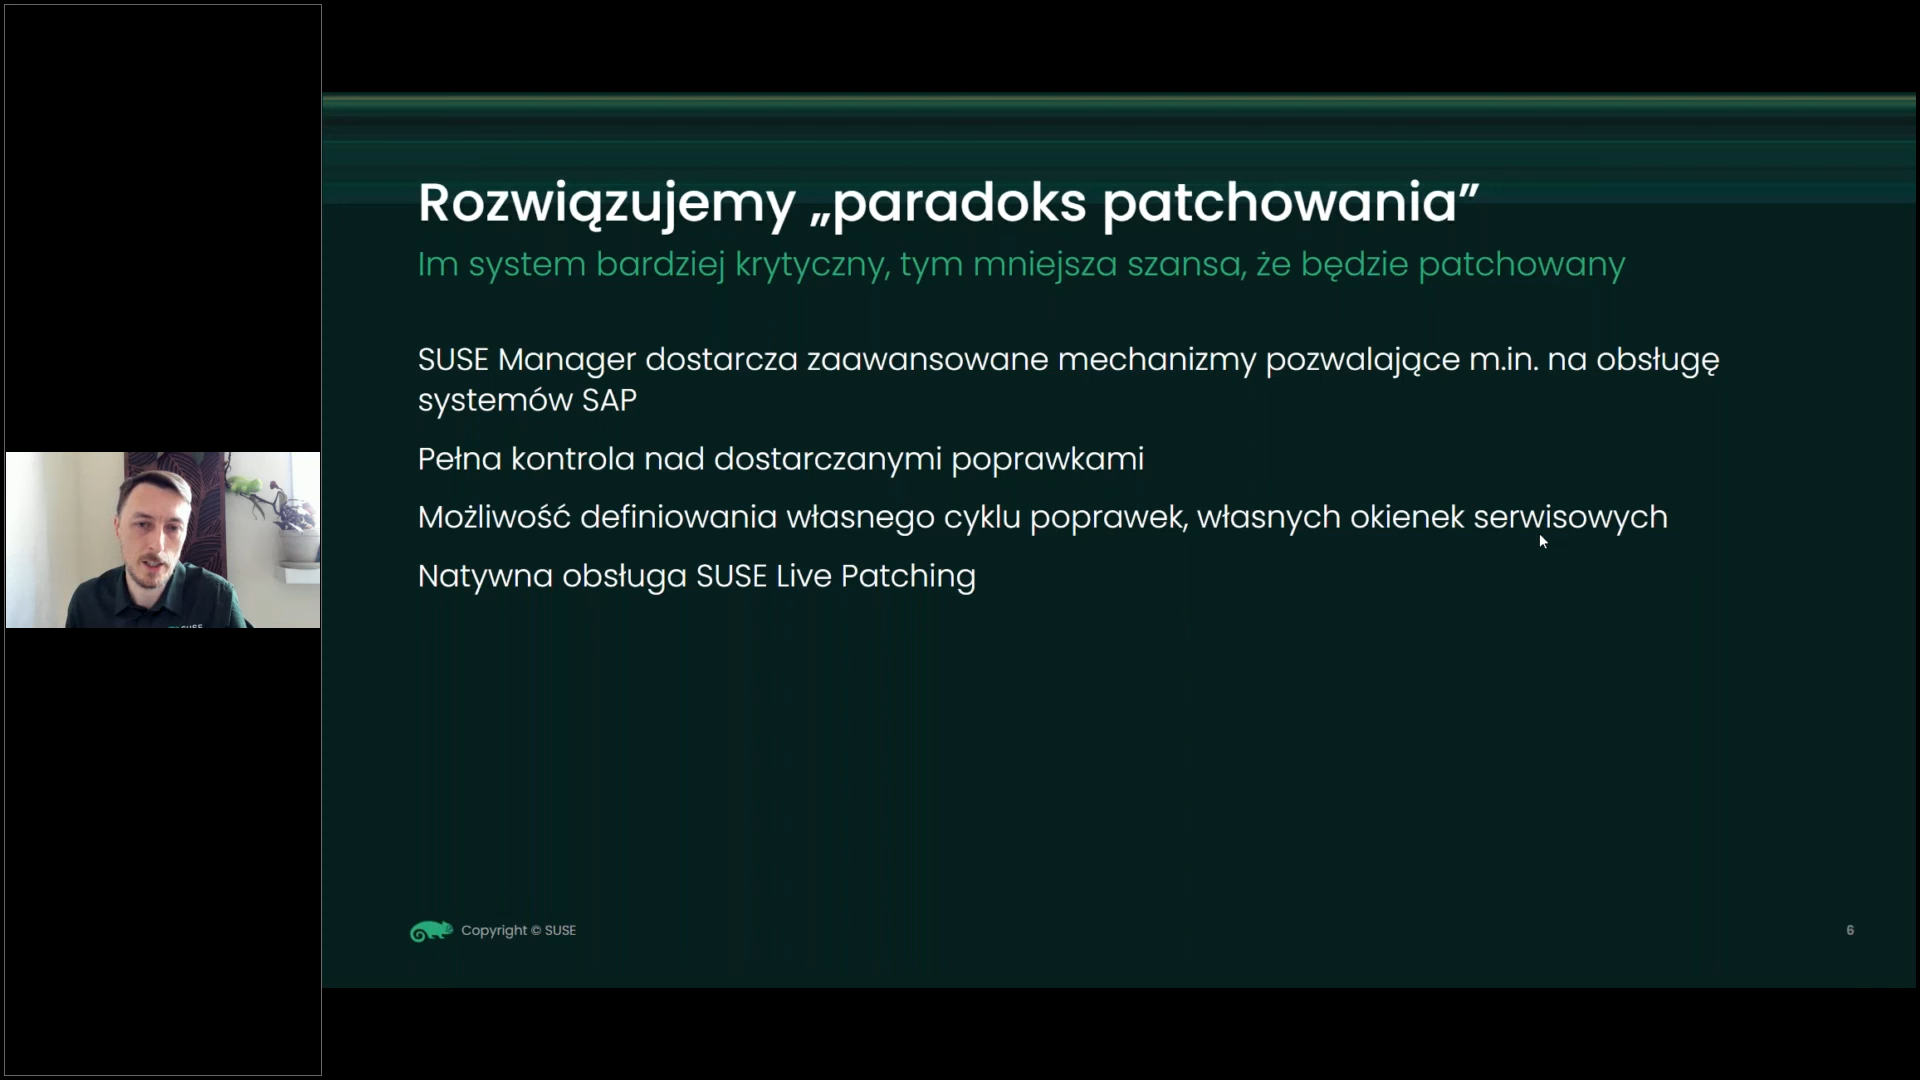 Rozwiązujemy „paradoks patchowania”
Im system bardziej krytyczny, tym mniejsza szansa, że będzie patchowany
SUSE Manager dostarcza zaawansowane mechanizmy pozwalające m.in. na obsługę
systemów SAP
Pełna kontrola nad dostarczanymi poprawkami
Możliwość definiowania własnego cyklu poprawek, własnych okienek serwisowych
Natywna obsługa SUSE Live Patching
Copyright © SUSE
6